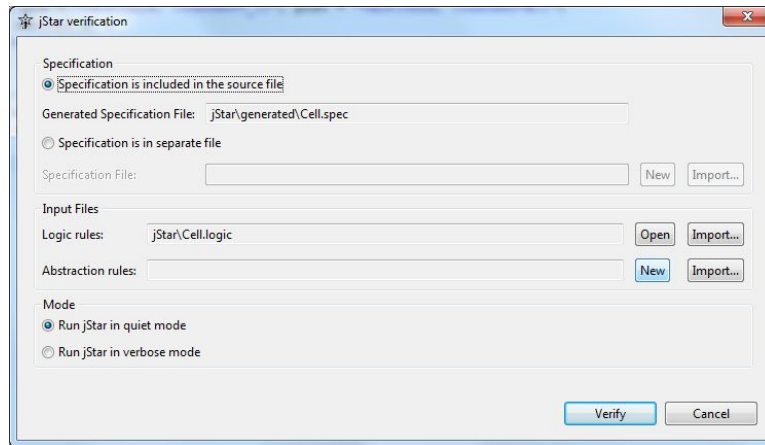 jStar verification
Specification
Specification is included in the source file
Generated Specification File: jStar\generated\Cell.spec
Specification is in separate file
Specification File: New Import...
Input Files
Logic rules: jStar\Cell.logic Open Import...
Abstraction rules: New Import...
Mode
Run jStar in quiet mode
Run jStar in verbose mode
Verify Cancel